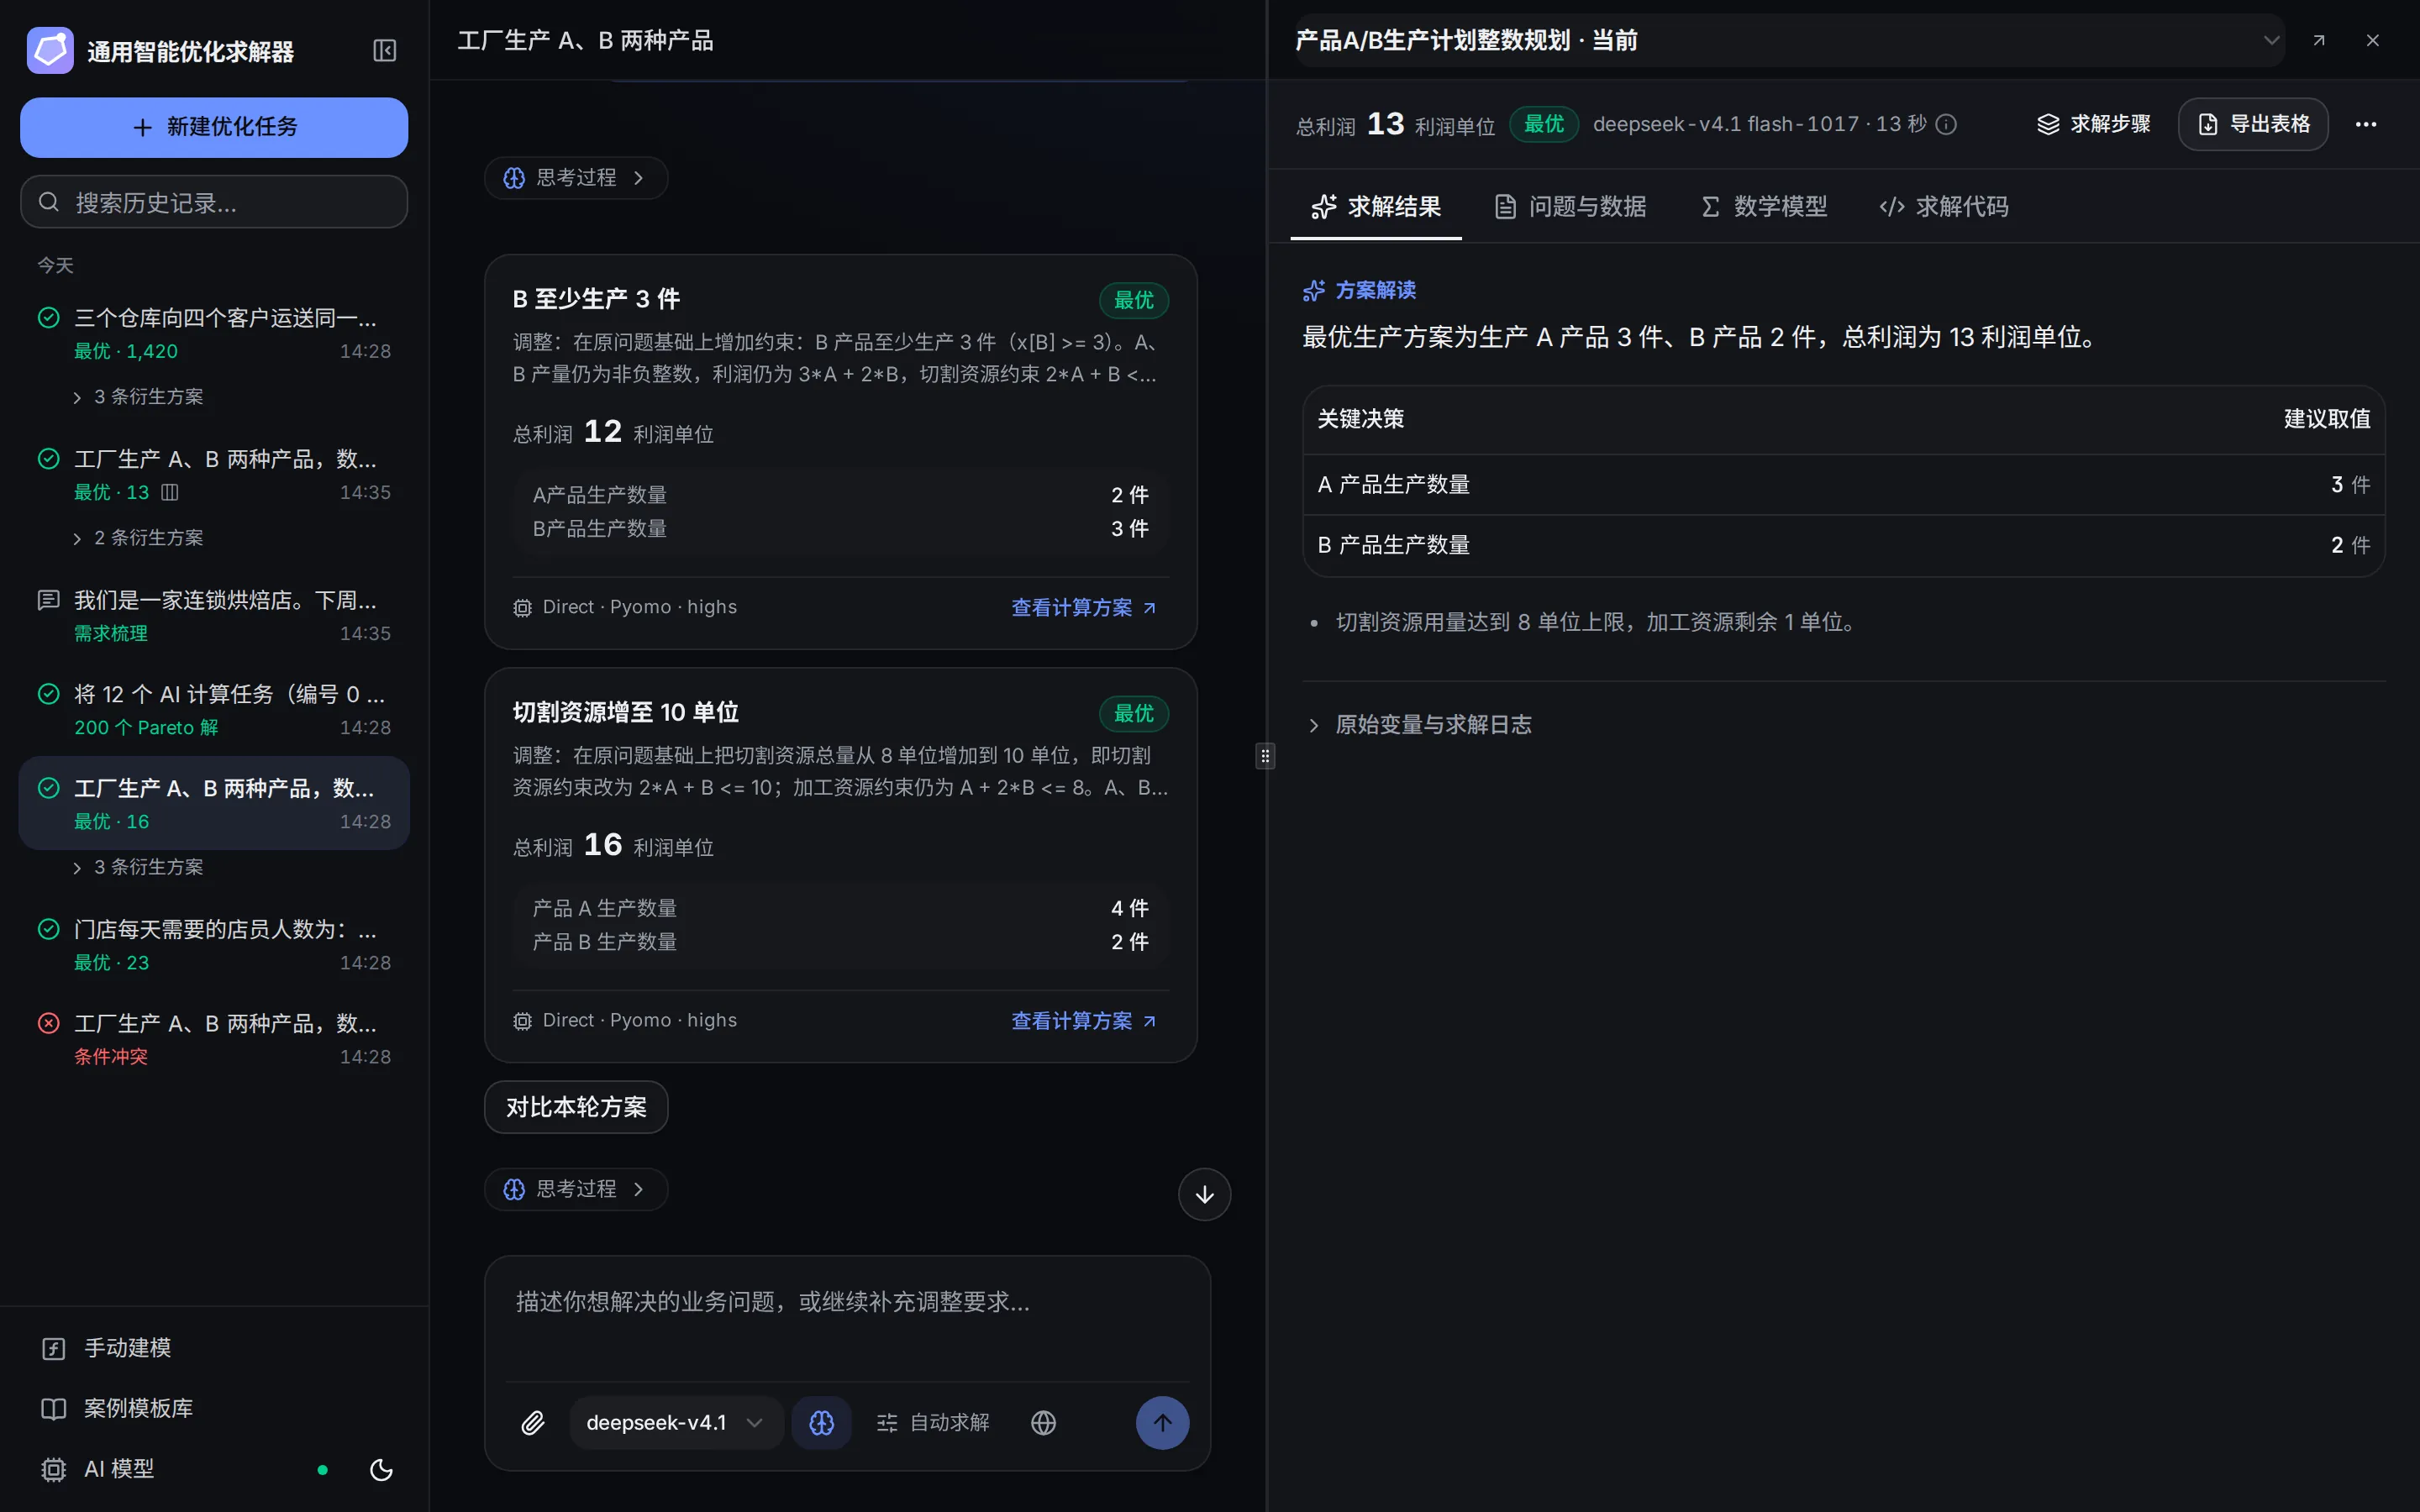 通用智能优化求解器
新建优化任务
搜索历史记录...
今天
三个仓库向四个客户运送同一...
最优 · 1,420 14:28
3 条衍生方案
工厂生产 A、B 两种产品，数...
最优 · 13 14:35
2 条衍生方案
我们是一家连锁烘焙店。下周...
需求梳理 14:35
将 12 个 AI 计算任务（编号 0 ...
200 个 Pareto 解 14:28
工厂生产 A、B 两种产品，数...
最优 · 16 14:28
3 条衍生方案
门店每天需要的店员人数为：...
最优 · 23 14:28
工厂生产 A、B 两种产品，数...
条件冲突 14:28
手动建模
案例模板库
AI 模型
工厂生产 A、B 两种产品
思考过程
B 至少生产 3 件 最优
调整：在原问题基础上增加约束：B 产品至少生产 3 件（x[B] >= 3）。A、
B 产量仍为非负整数，利润仍为 3*A + 2*B，切割资源约束 2*A + B <...
总利润 12 利润单位
A产品生产数量 2 件
B产品生产数量 3 件
Direct · Pyomo · highs 查看计算方案
切割资源增至 10 单位 最优
调整：在原问题基础上把切割资源总量从 8 单位增加到 10 单位，即切割
资源约束改为 2*A + B <= 10；加工资源约束仍为 A + 2*B <= 8。A、B...
总利润 16 利润单位
产品 A 生产数量 4 件
产品 B 生产数量 2 件
Direct · Pyomo · highs 查看计算方案
对比本轮方案
思考过程
描述你想解决的业务问题，或继续补充调整要求...
deepseek-v4.1 自动求解
产品A/B生产计划整数规划 · 当前
总利润 13 利润单位 最优 deepseek-v4.1 flash-1017 · 13 秒 求解步骤 导出表格
求解结果 问题与数据 数学模型 求解代码
方案解读
最优生产方案为生产 A 产品 3 件、B 产品 2 件，总利润为 13 利润单位。
关键决策 建议取值
A 产品生产数量 3 件
B 产品生产数量 2 件
切割资源用量达到 8 单位上限，加工资源剩余 1 单位。
原始变量与求解日志